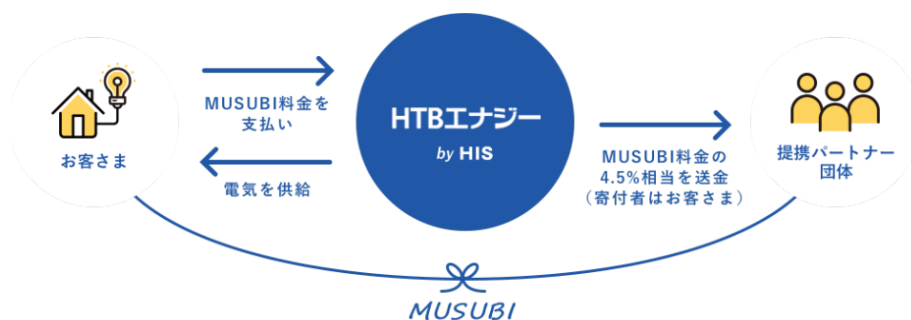 お客さま
MUSUBI料金を
支払い
電気を供給
HTBエナジー
by HIS
MUSUBI料金の
4.5%相当を送金
（寄付者はお客さま）
提携パートナー
団体
MUSUBI